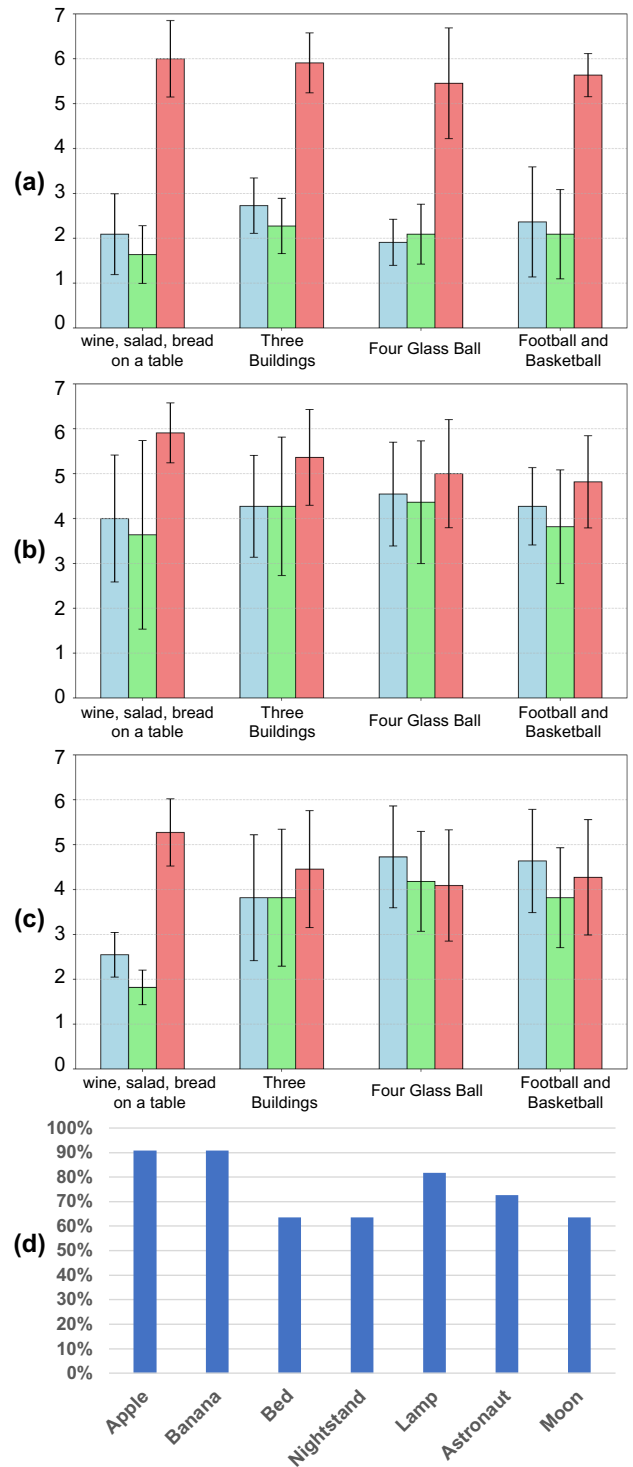 7
6
5
4
3
2
1
0
(a)
wine, salad, bread
on a table
Three
Buildings
Four Glass Ball
Football and
Basketball
7
6
5
4
3
2
1
0
(b)
wine, salad, bread
on a table
Three
Buildings
Four Glass Ball
Football and
Basketball
7
6
5
4
3
2
1
0
(c)
wine, salad, bread
on a table
Three
Buildings
Four Glass Ball
Football and
Basketball
100%
90%
80%
70%
60%
50%
40%
30%
20%
10%
0%
(d)
Apple
Banana
Bed
Nightstand
Lamp
Astronaut
Moon